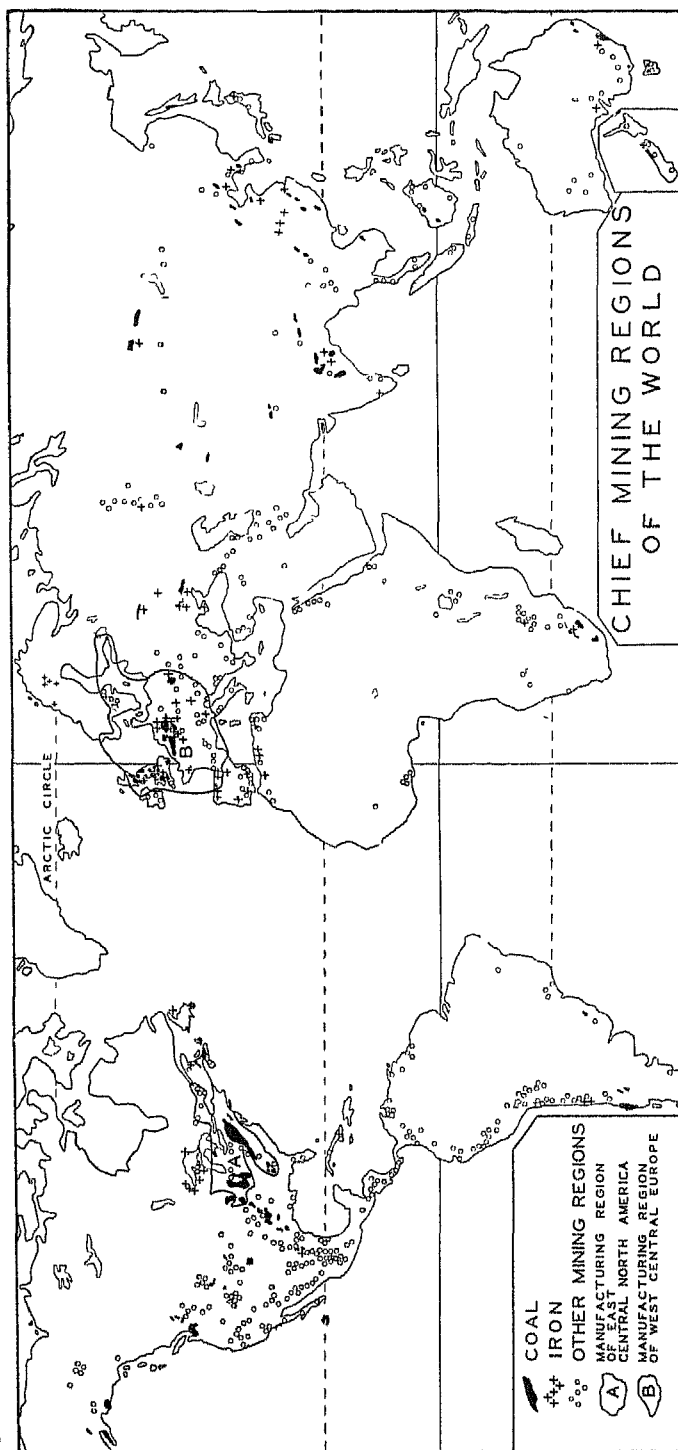 ARCTIC CIRCLE
A
B
CHIEF MINING REGIONS
OF THE WORLD
COAL
IRON
OTHER MINING REGIONS
A
MANUFACTURING REGION
OF EAST
CENTRAL NORTH AMERICA
B
MANUFACTURING REGION
OF WEST CENTRAL EUROPE